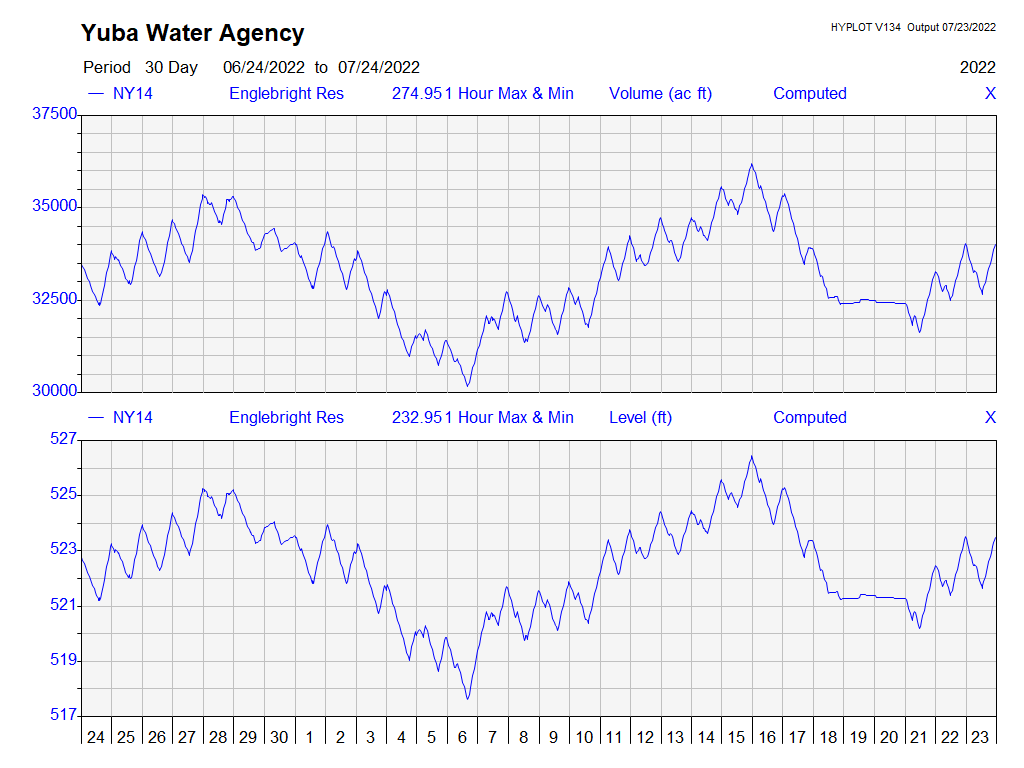 Yuba Water Agency
HYPLOT V134 Output 07/23/2022
Period 30 Day 06/24/2022 to 07/24/2022 2022
— NY14 Englebright Res 274.951 Hour Max & Min Volume (ac ft) Computed X
37500
35000
32500
30000
— NY14 Englebright Res 232.951 Hour Max & Min Level (ft) Computed X
527
525
523
521
519
517
24 25 26 27 28 29 30 1 2 3 4 5 6 7 8 9 10 11 12 13 14 15 16 17 18 19 20 21 22 23